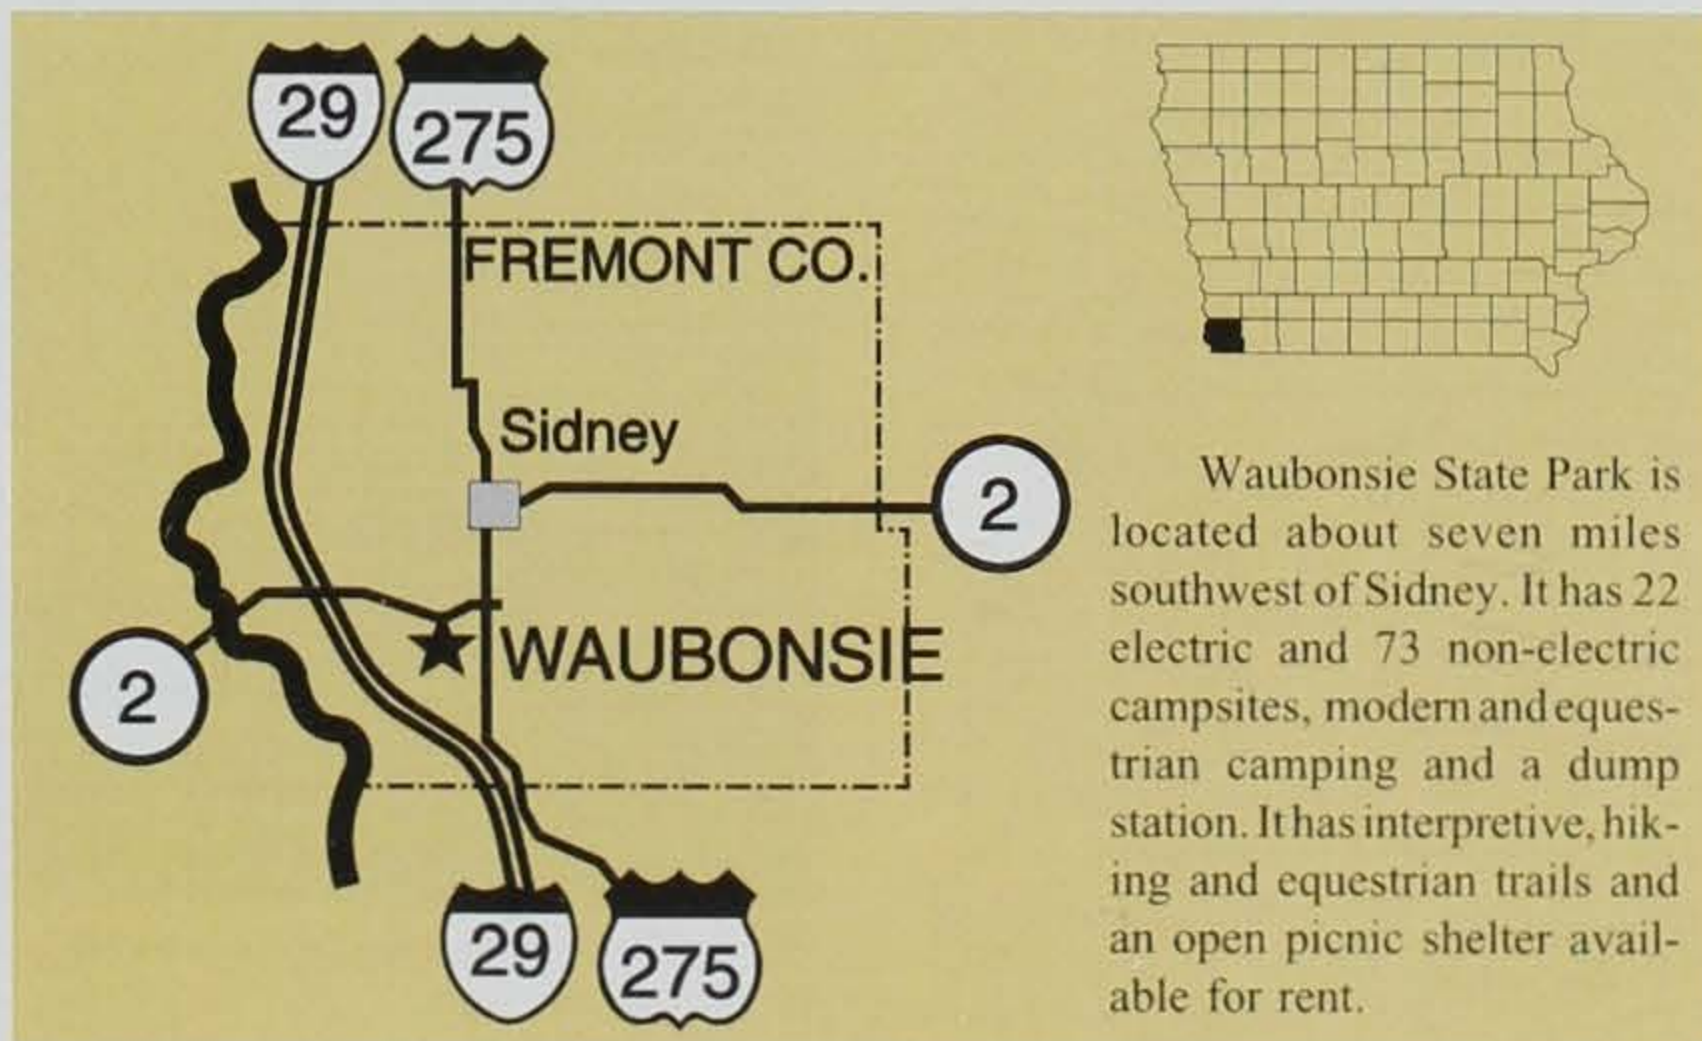 29
275
FREMONT CO.
Sidney
2
2
WAUBONSIE
29
275
Waubonsie State Park is
located about seven miles
southwest of Sidney. It has 22
electric and 73 non-electric
campsites, modern and eques-
trian camping and a dump
station. It has interpretive, hik-
ing and equestrian trails and
an open picnic shelter avail-
able for rent.